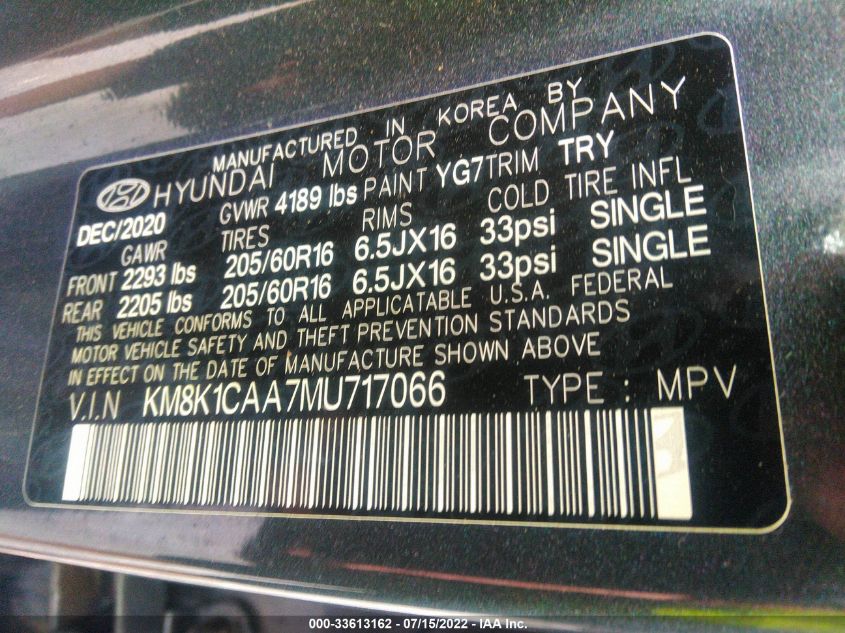 MANUFACTURED IN KOREA BY
HYUNDAI MOTOR COMPANY
DEC/2020 GVWR 4189 lbs PAINT YG7 TRIM TRY
GAWR TIRES RIMS COLD TIRE INFL
FRONT 2293 lbs 205/60R16 6.5JX16 33psi SINGLE
REAR 2205 lbs 205/60R16 6.5JX16 33psi SINGLE
THIS VEHICLE CONFORMS TO ALL APPLICATABLE U.S.A. FEDERAL
MOTOR VEHICLE SAFETY AND THEFT PREVENTION STANDARDS
IN EFFECT ON THE DATE OF MANUFACTURE SHOWN ABOVE
V.I.N KM8K1CAA7MU717066 TYPE : MPV
000-33613162 - 07/15/2022 - IAA Inc.